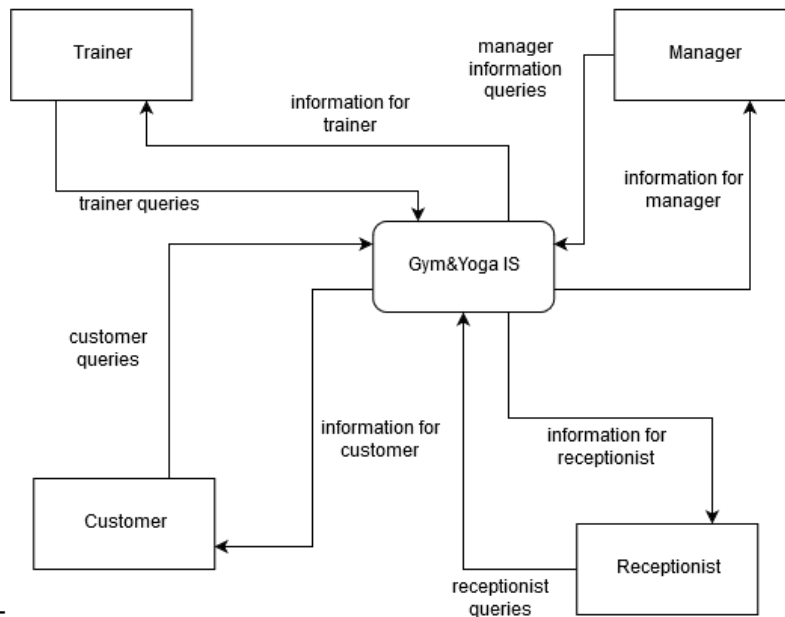 Trainer
manager
information
queries
Manager
information for
trainer
information for
manager
trainer queries
Gym&Yoga IS
customer
queries
information for
customer
information for
receptionist
Customer
Receptionist
receptionist
queries